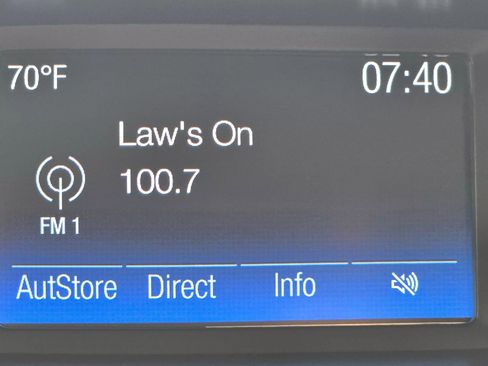 70°F 07:40
Law's On
100.7
FM 1
AutStore Direct Info